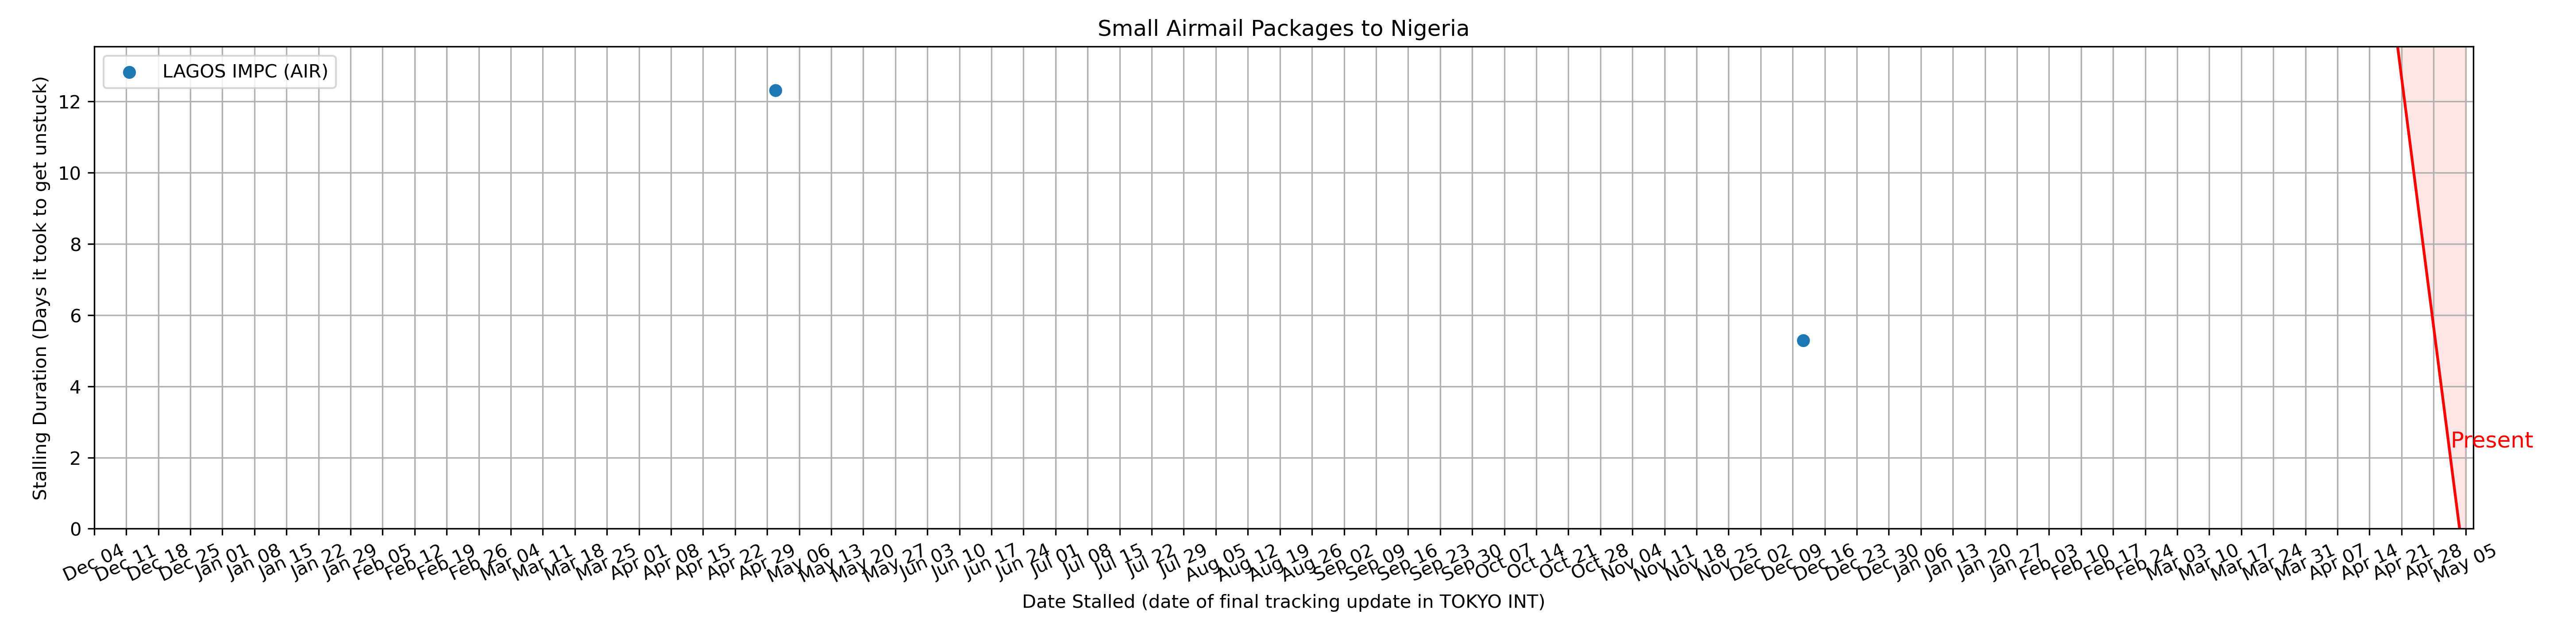 Small Airmail Packages to Nigeria
LAGOS IMPC (AIR)
Stalling Duration (Days it took to get unstuck)
12
10
8
6
4
2
0
Present
Dec 04
Dec 11
Dec 18
Dec 25
Jan 01
Jan 08
Jan 15
Jan 22
Jan 29
Feb 05
Feb 12
Feb 19
Feb 26
Mar 04
Mar 11
Mar 18
Mar 25
Apr 01
Apr 08
Apr 15
Apr 22
Apr 29
May 06
May 13
May 20
May 27
Jun 03
Jun 10
Jun 17
Jun 24
Jul 01
Jul 08
Jul 15
Jul 22
Jul 29
Aug 05
Aug 12
Aug 19
Aug 26
Sep 02
Sep 09
Sep 16
Sep 23
Sep 30
Oct 07
Oct 14
Oct 21
Oct 28
Nov 04
Nov 11
Nov 18
Nov 25
Dec 02
Dec 09
Dec 16
Dec 23
Dec 30
Jan 06
Jan 13
Jan 20
Jan 27
Feb 03
Feb 10
Feb 17
Feb 24
Mar 03
Mar 10
Mar 17
Mar 24
Mar 31
Apr 07
Apr 14
Apr 21
Apr 28
May 05
Date Stalled (date of final tracking update in TOKYO INT)